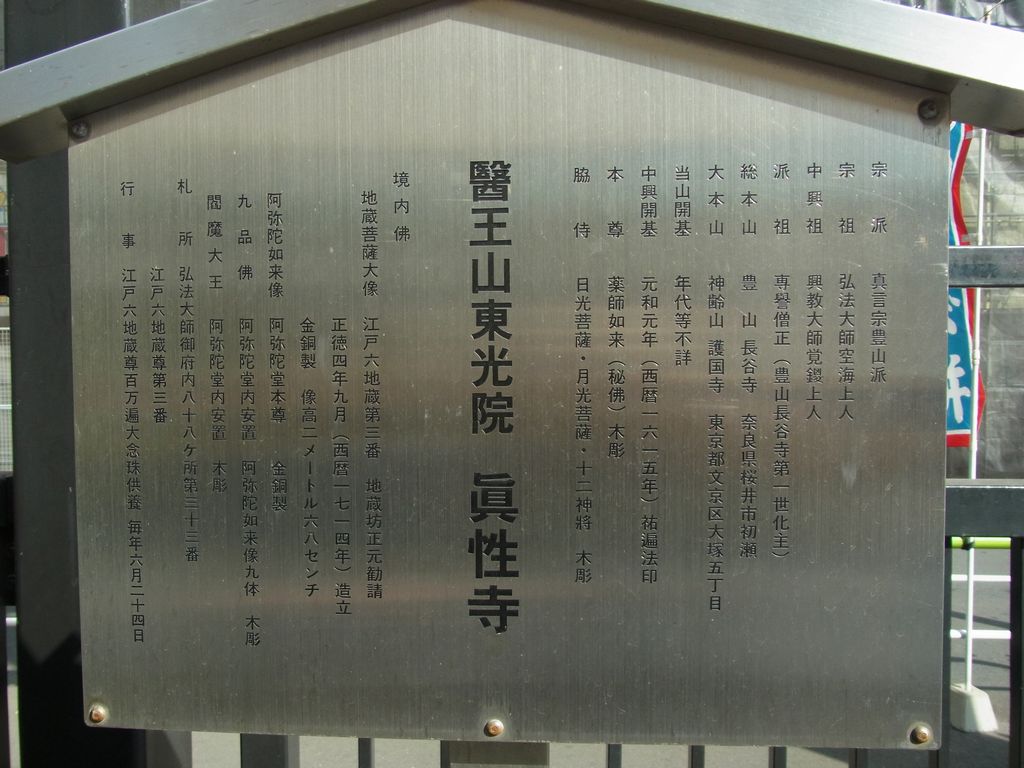 宗派 真言宗豊山派
宗祖 弘法大師空海上人
中興祖 興教大師覚鑁上人
派祖 専誉僧正（豊山長谷寺第一世化主）
総本山 豊山 長谷寺 奈良県桜井市初瀬
大本山 神齢山 護国寺 東京都文京区大塚五丁目
当山開基 年代等不詳
中興開基 元和元年（西暦一六一五年）祐遍法印
本尊 薬師如来（秘佛）木彫
脇侍 日光菩薩・月光菩薩・十二神將 木彫
醫王山東光院 眞性寺
境内佛
地蔵菩薩大像 江戸六地蔵第三番 地蔵坊正元勧請
正徳四年九月（西暦一七一四年）造立
金銅製 像高二メートル六八センチ
阿弥陀如来像 阿弥陀堂本尊 金銅製
九品佛 阿弥陀堂内安置 阿弥陀如来像九体 木彫
閻魔大王 阿弥陀堂内安置 木彫
札所 弘法大師御府内八十八ケ所第三十三番
江戸六地蔵尊第三番
行事 江戸六地蔵尊百万遍大念珠供養 毎年六月二十四日